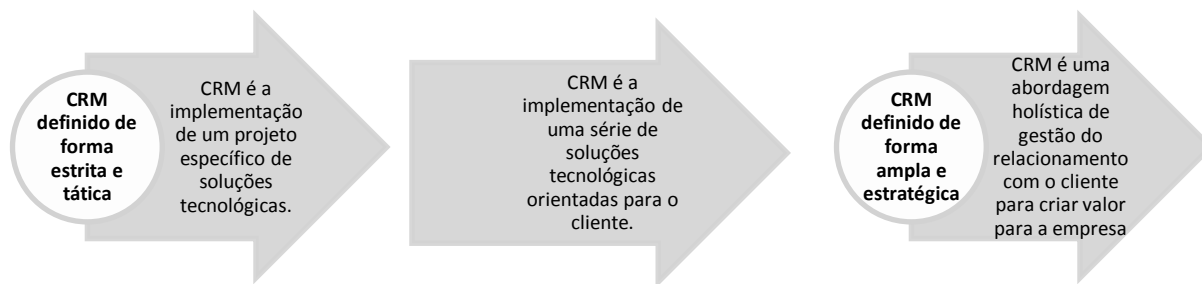 CRM
definido de
forma
estrita e
tática
CRM é a
implementação
de um projeto
específico de
soluções
tecnológicas.
CRM é a
implementação de
uma série de
soluções
tecnológicas
orientadas para o
cliente.
CRM
definido de
forma
ampla e
estratégica
CRM é uma
abordagem
holística de
gestão do
relacionamento
com o cliente
para criar valor
para a empresa